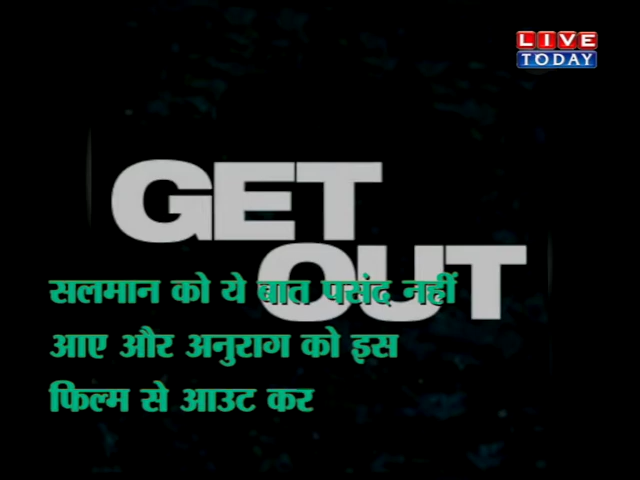 LIVE
TODAY
GET
OUT
सलमान को ये बात पसंद नहीं
आए और अनुराग को इस
फिल्म से आउट कर